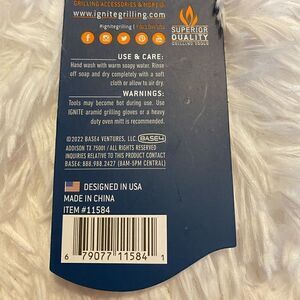 GRILLING ACCESSORIES & MORE @
www.ignitegrilling.com
#ignitegrilling |
SUPERIOR
QUALITY
GRILLING TOOLS
USE & CARE:
Hand wash with warm soapy water. Rinse
off soap and dry completely with a soft
cloth or allow to air dry.
WARNINGS:
Tools may become hot during use. Use
IGNITE aramid grilling gloves or a heavy
duty oven mitt is recommended.
©2022 BASE4 VENTURES, LLC. BASE4
ADDISON TX 75001 / ALL RIGHTS RESERVED
INQUIRIES RELATIVE TO THIS PRODUCT CONTACT
BASE4: 888.988.2427 (8AM-5PM CENTRAL)
DESIGNED IN USA
MADE IN CHINA
ITEM #11584
6 79077 11584 1